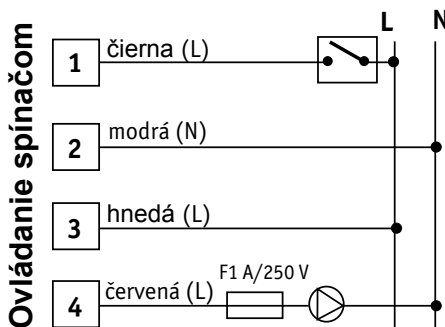 Ovládanie spínačom
L
N
1
čierna (L)
2
modrá (N)
3
hnedá (L)
4
červená (L)
F1 A/250 V